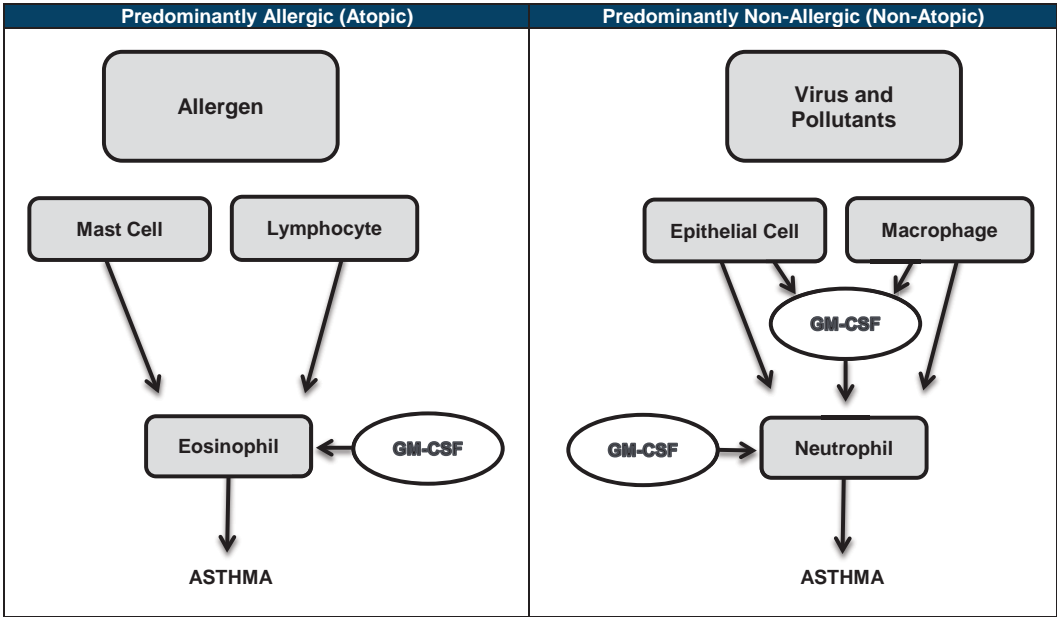 Predominantly Allergic (Atopic)
Allergen
Mast Cell
Lymphocyte
Eosinophil
GM-CSF
ASTHMA
Predominantly Non-Allergic (Non-Atopic)
Virus and
Pollutants
Epithelial Cell
Macrophage
GM-CSF
GM-CSF
Neutrophil
ASTHMA